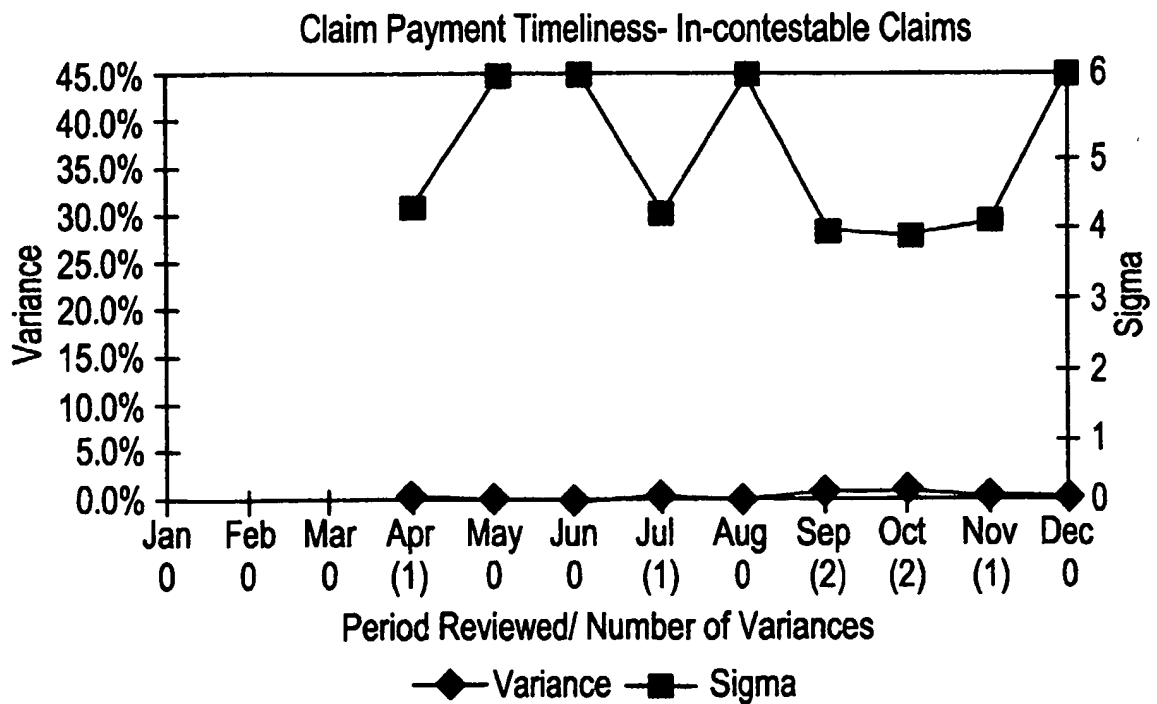 Claim Payment Timeliness- In-contestable Claims
45.0%
40.0%
35.0%
30.0%
25.0%
20.0%
15.0%
10.0%
5.0%
0.0%
Variance
6
5
4
3
2
1
0
Sigma
Jan Feb Mar Apr May Jun Jul Aug Sep Oct Nov Dec
0 0 0 (1) 0 0 (1) 0 (2) (2) (1) 0
Period Reviewed/ Number of Variances
Variance Sigma